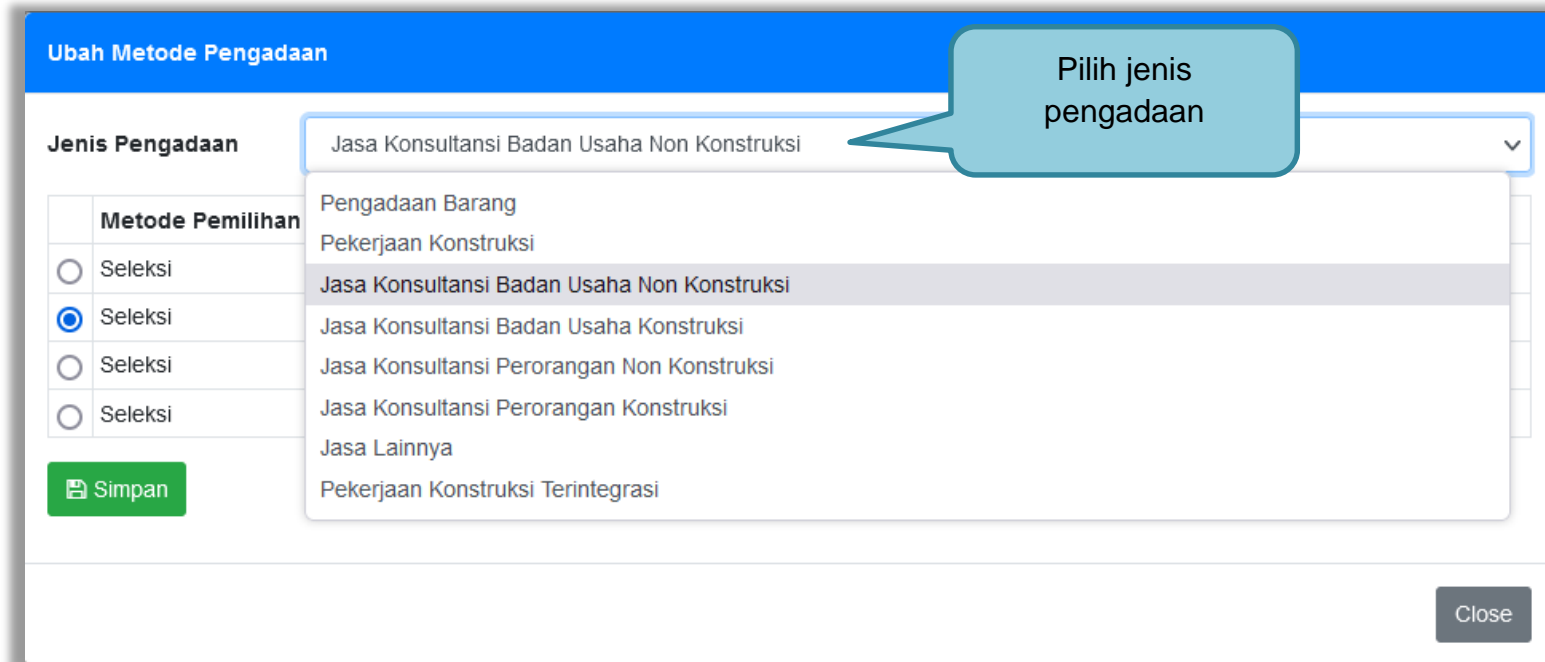 Ubah Metode Pengadaan
Pilih jenis
pengadaan
Jenis Pengadaan
Jasa Konsultansi Badan Usaha Non Konstruksi
Metode Pemilihan
Seleksi
Seleksi
Seleksi
Seleksi
Pengadaan Barang
Pekerjaan Konstruksi
Jasa Konsultansi Badan Usaha Non Konstruksi
Jasa Konsultansi Badan Usaha Konstruksi
Jasa Konsultansi Perorangan Non Konstruksi
Jasa Konsultansi Perorangan Konstruksi
Jasa Lainnya
Pekerjaan Konstruksi Terintegrasi
Simpan
Close